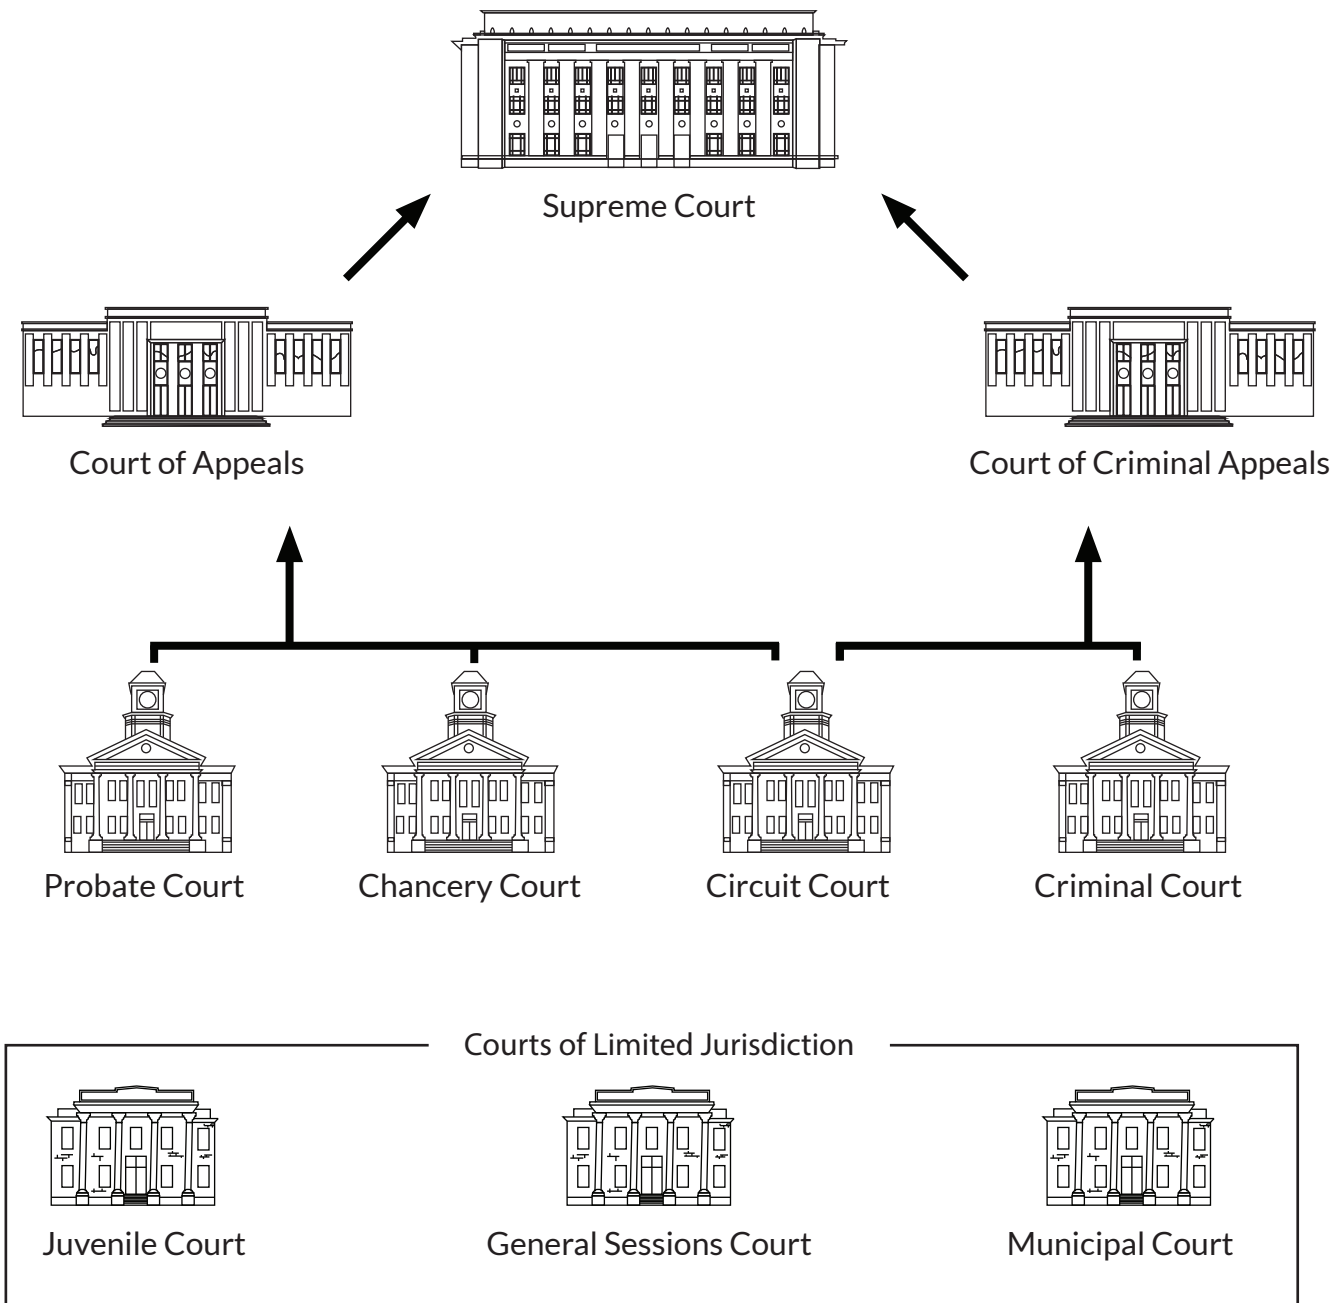 Supreme Court
Court of Appeals
Court of Criminal Appeals
Probate Court
Chancery Court
Circuit Court
Criminal Court
Courts of Limited Jurisdiction
Juvenile Court
General Sessions Court
Municipal Court